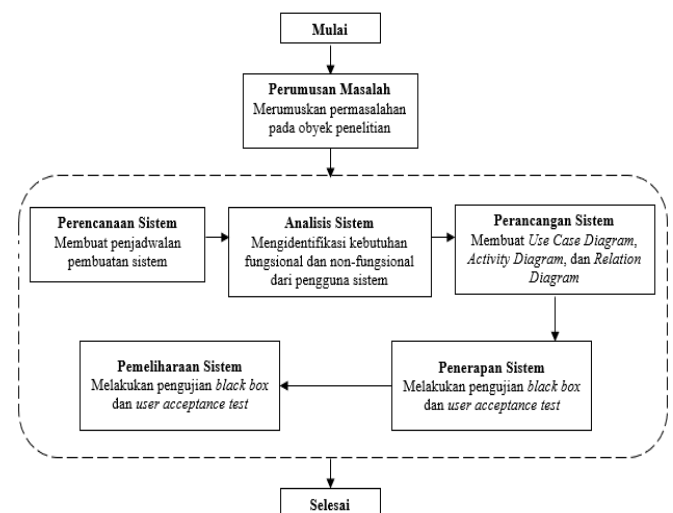 Mulai
Perumusan Masalah
Merumuskan permasalahan
pada obyek penelitian
Perencanaan Sistem
Membuat penjadwalan
pembuatan sistem
Analisis Sistem
Mengidentifikasi kebutuhan
fungsional dan non-fungsional
dari pengguna sistem
Perancangan Sistem
Membuat Use Case Diagram,
Activity Diagram, dan Relation
Diagram
Penerapan Sistem
Melakukan pengujian black box
dan user acceptance test
Pemeliharaan Sistem
Melakukan pengujian black box
dan user acceptance test
Selesai